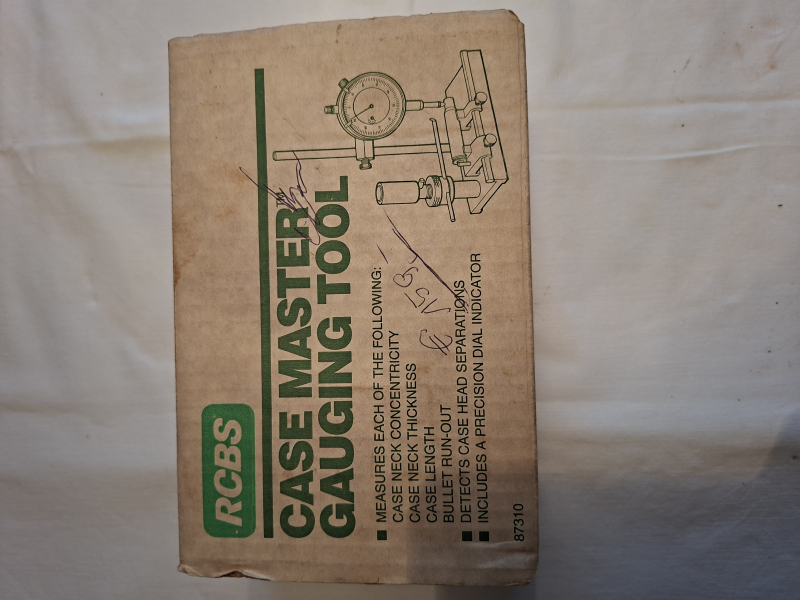 RCBS
CASE MASTER
GAUGING TOOL
■ MEASURES EACH OF THE FOLLOWING:
CASE NECK CONCENTRICITY
CASE NECK THICKNESS
CASE LENGTH
BULLET RUN-OUT
■ DETECTS CASE HEAD SEPARATIONS
■ INCLUDES A PRECISION DIAL INDICATOR
87310